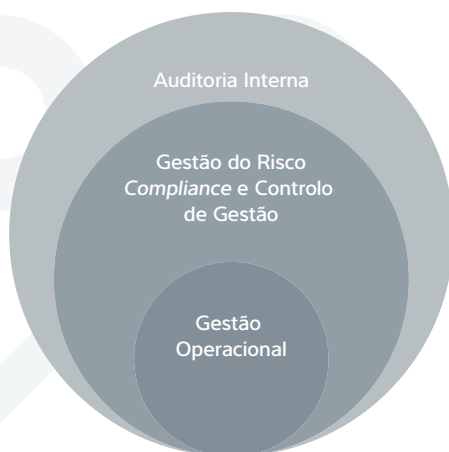 Auditoria Interna
Gestão do Risco
Compliance e Controlo
de Gestão
Gestão
Operacional